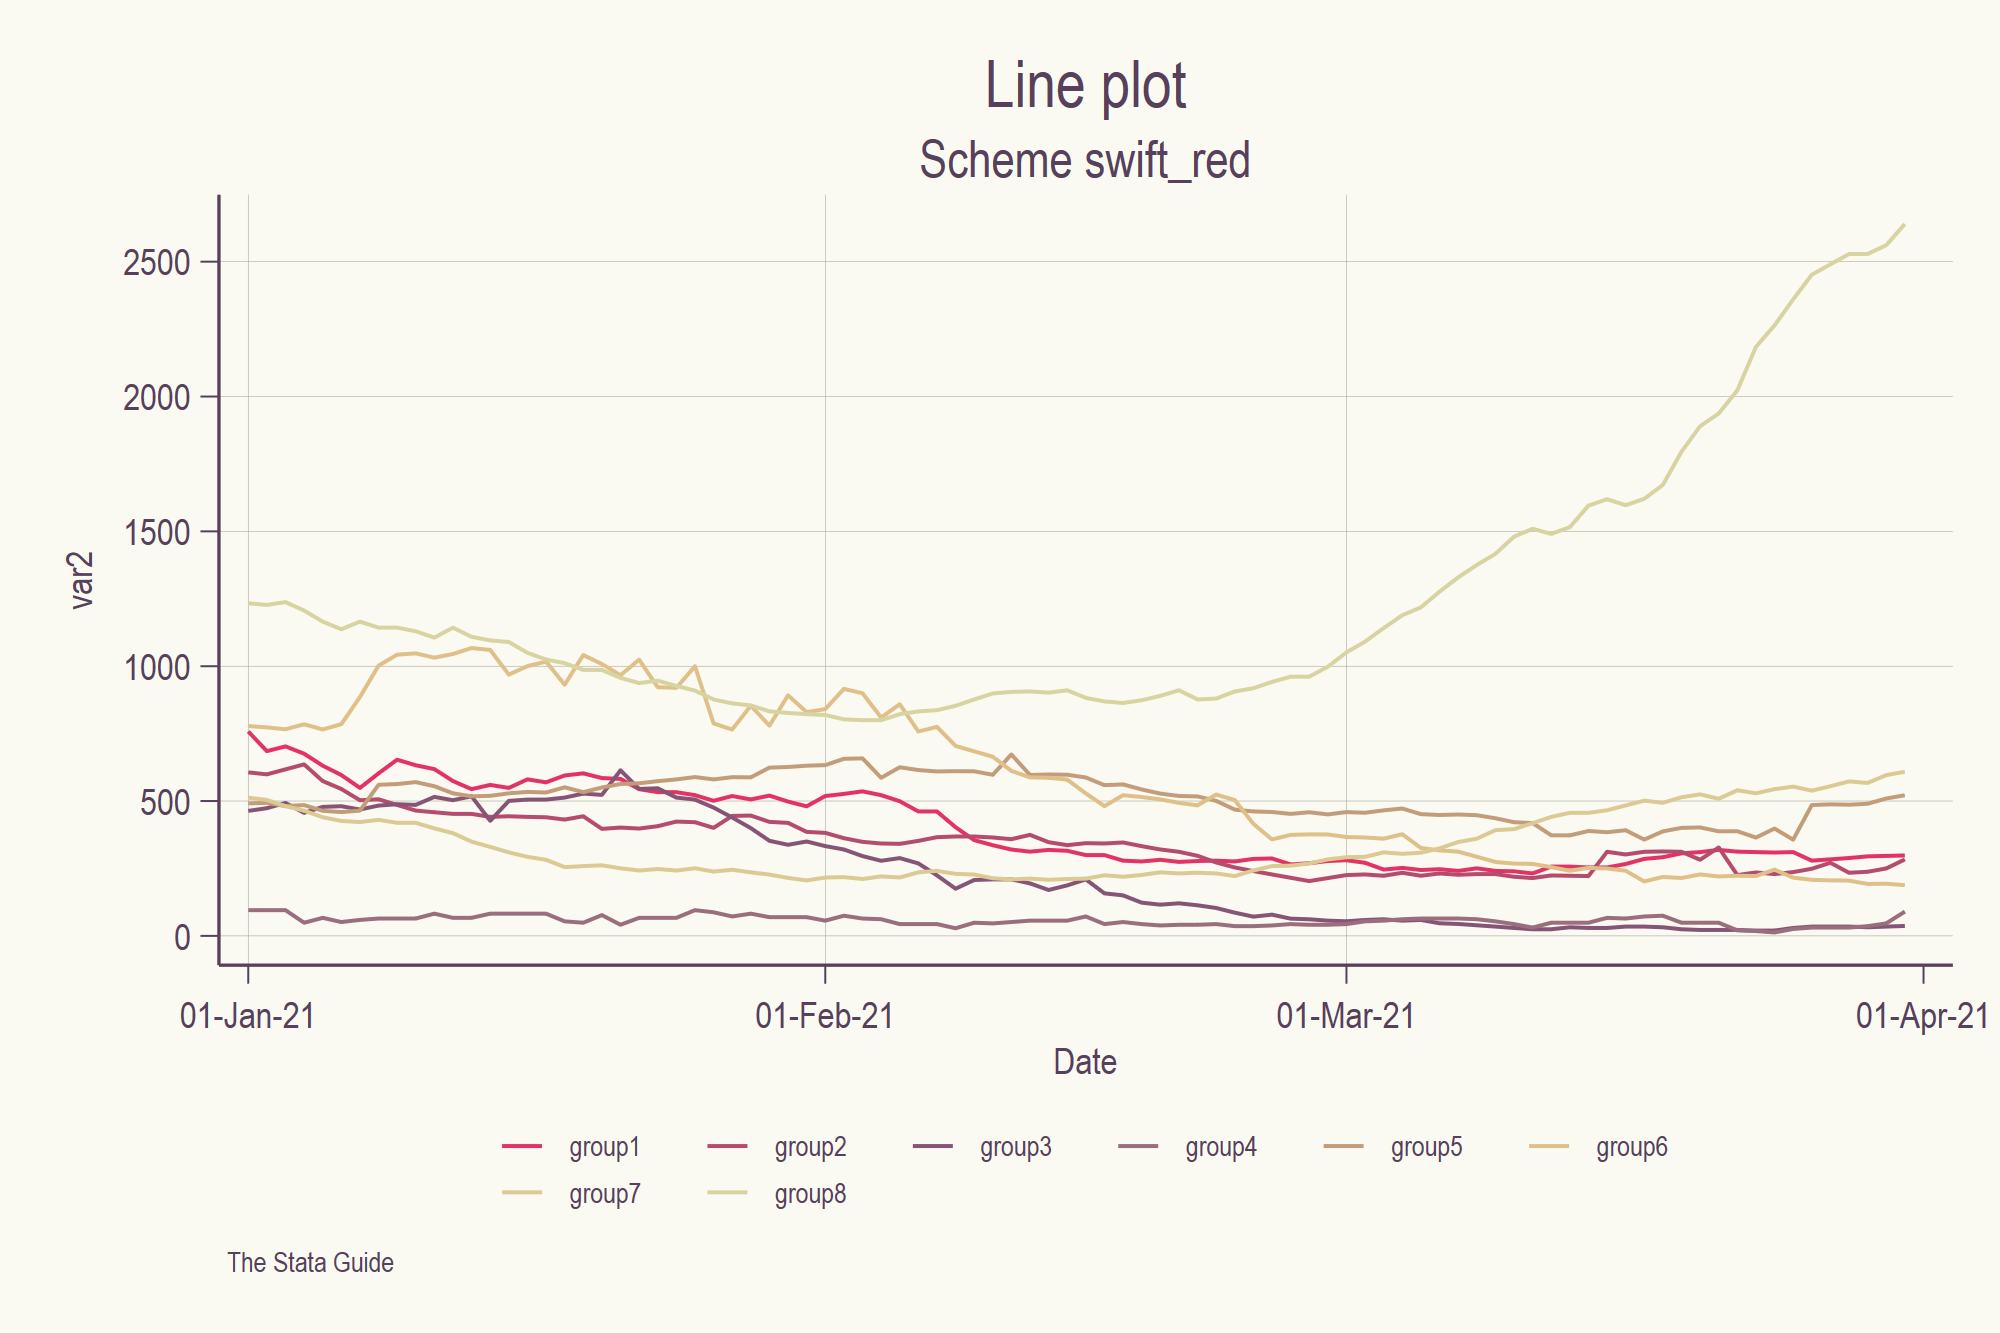 Line plot
Scheme swift_red
2500
2000
1500
1000
500
0
var2
01-Jan-21 01-Feb-21 01-Mar-21 01-Apr-21
Date
group1 group2 group3 group4 group5 group6
group7 group8
The Stata Guide